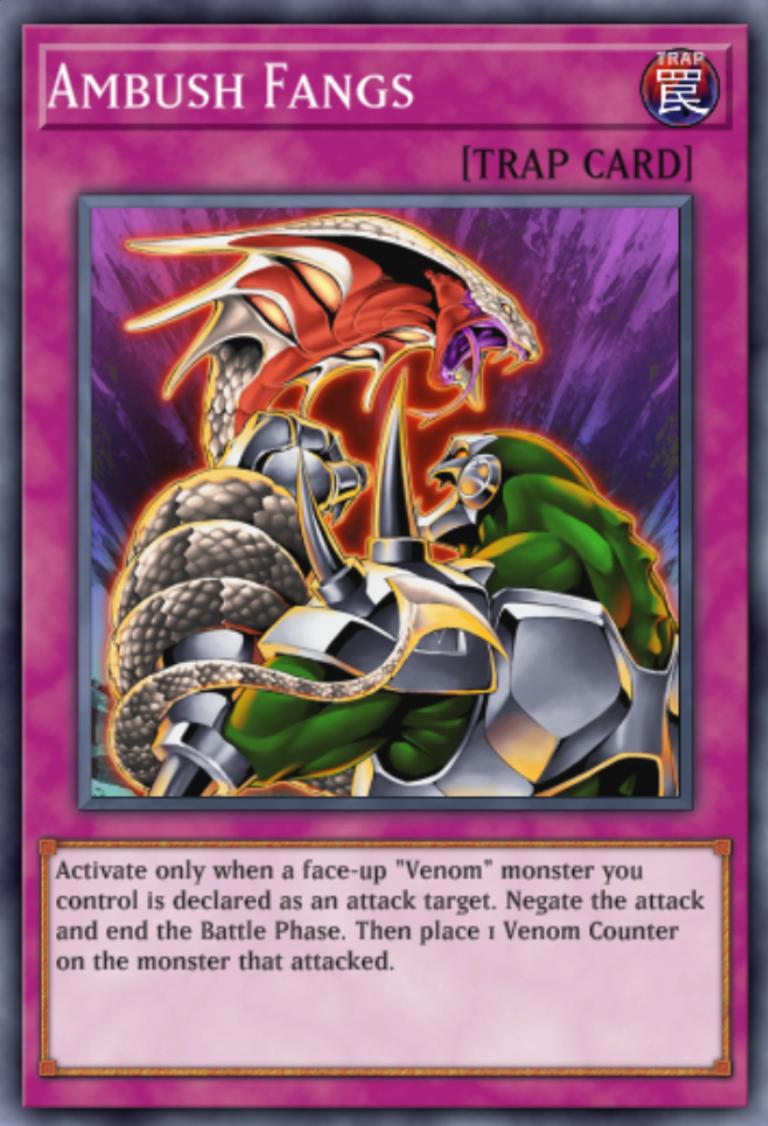 Ambush Fangs
TRAP
罠
[TRAP CARD]
Activate only when a face-up "Venom" monster you
control is declared as an attack target. Negate the attack
and end the Battle Phase. Then place 1 Venom Counter
on the monster that attacked.